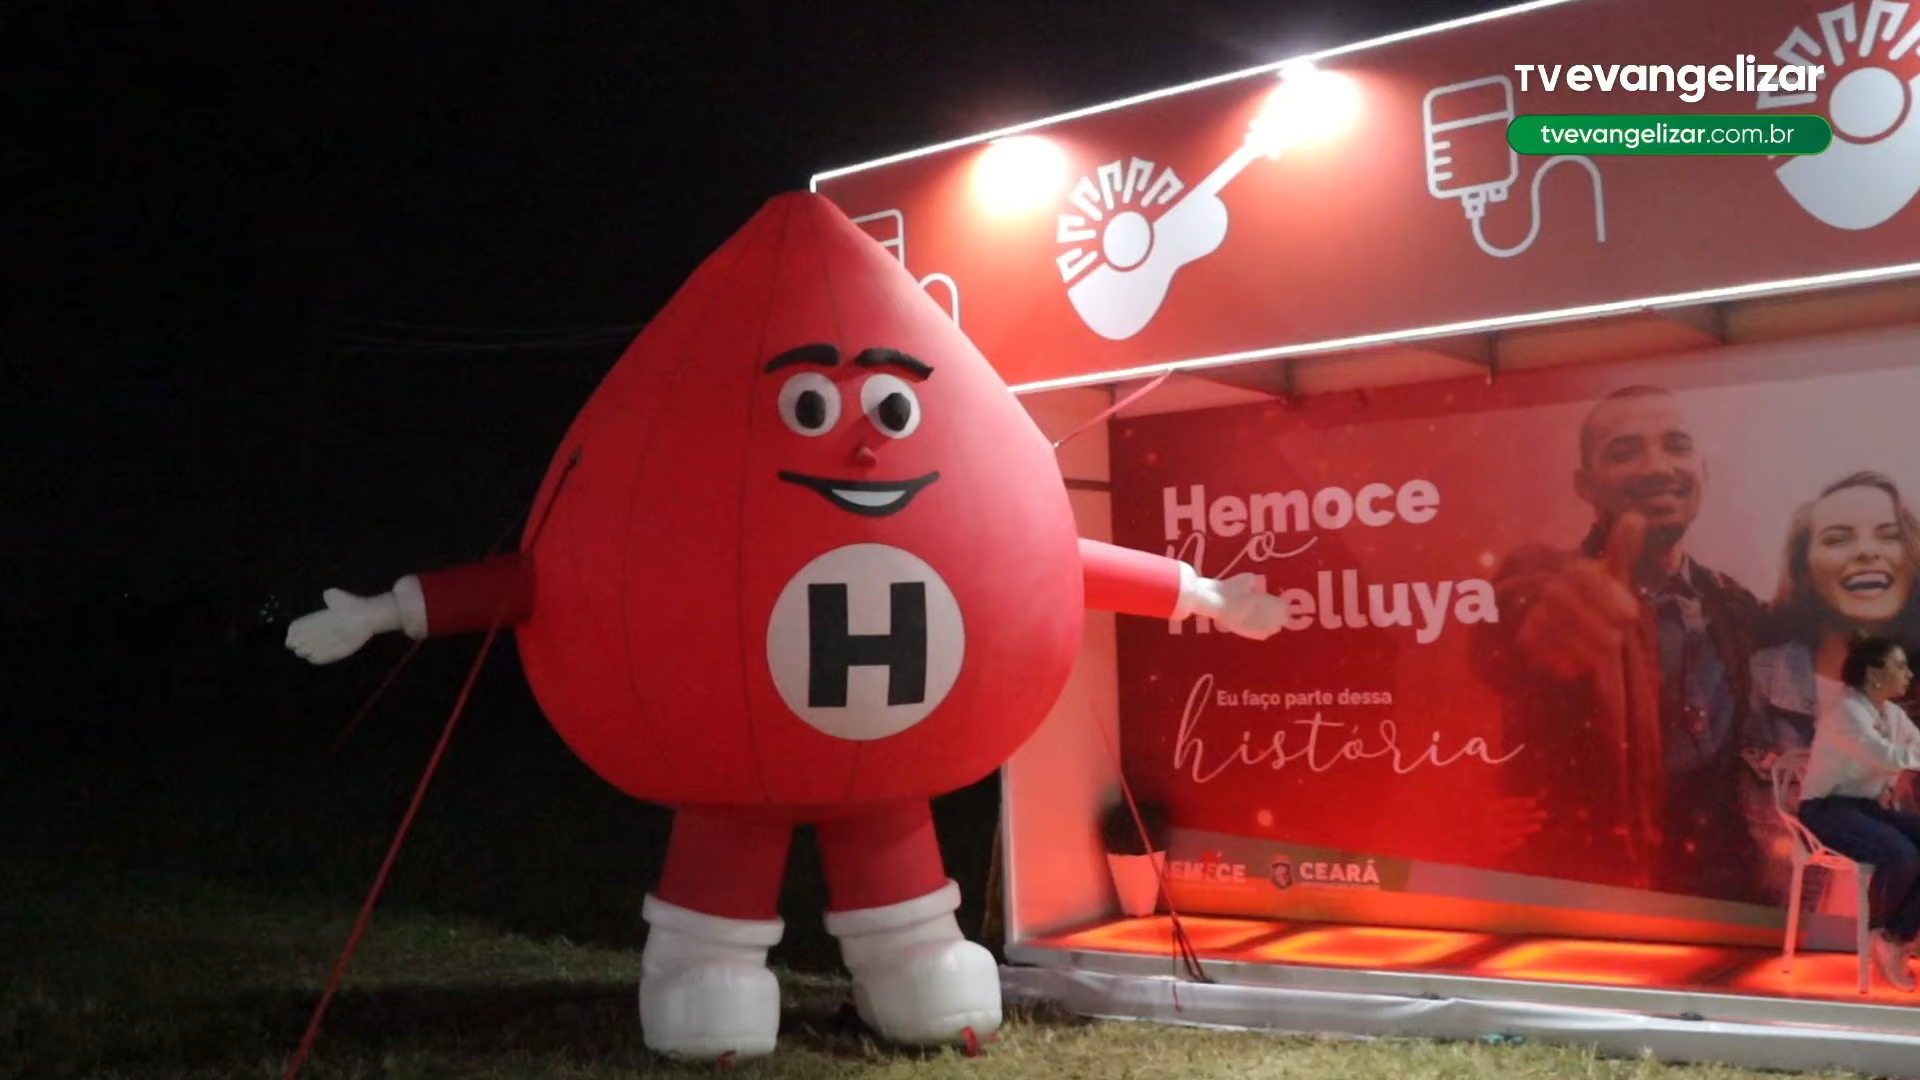 TVevangelizar
tvevangelizar.com.br
H
Hemoce
no
Eu faço parte dessa
história
CEARÁ